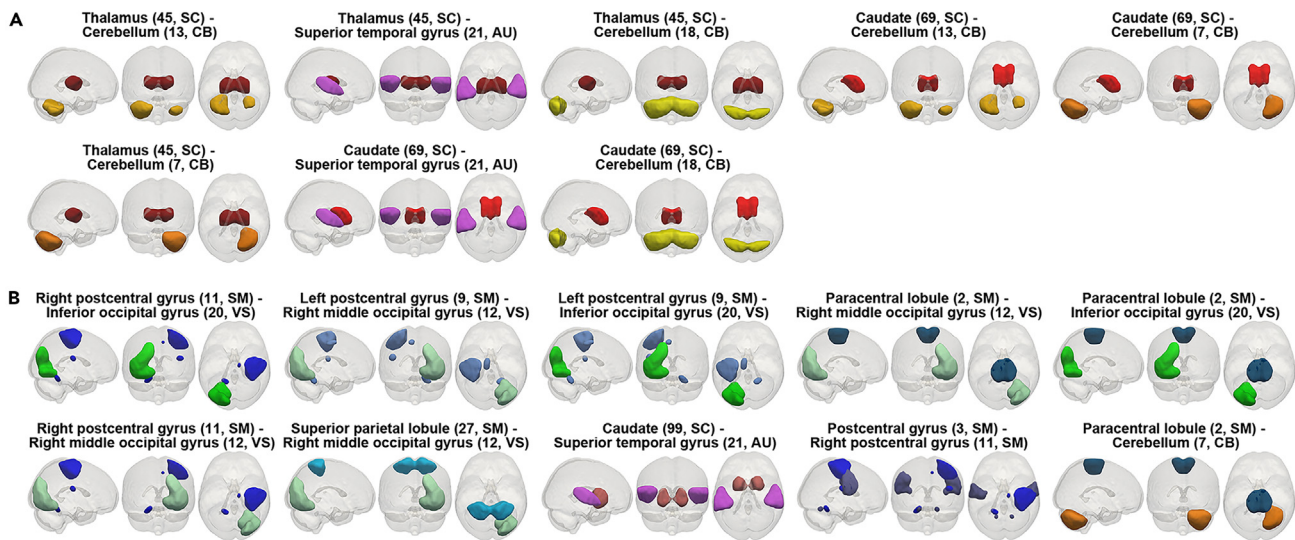 A
Thalamus (45, SC) -
Cerebellum (13, CB)
Thalamus (45, SC) -
Superior temporal gyrus (21, AU)
Thalamus (45, SC) -
Cerebellum (18, CB)
Caudate (69, SC) -
Cerebellum (13, CB)
Caudate (69, SC) -
Cerebellum (7, CB)
Thalamus (45, SC) -
Cerebellum (7, CB)
Caudate (69, SC) -
Superior temporal gyrus (21, AU)
Caudate (69, SC) -
Cerebellum (18, CB)
B
Right postcentral gyrus (11, SM) -
Inferior occipital gyrus (20, VS)
Left postcentral gyrus (9, SM) -
Right middle occipital gyrus (12, VS)
Left postcentral gyrus (9, SM) -
Inferior occipital gyrus (20, VS)
Paracentral lobule (2, SM) -
Right middle occipital gyrus (12, VS)
Paracentral lobule (2, SM) -
Inferior occipital gyrus (20, VS)
Right postcentral gyrus (11, SM) -
Right middle occipital gyrus (12, VS)
Superior parietal lobule (27, SM) -
Right middle occipital gyrus (12, VS)
Caudate (99, SC) -
Superior temporal gyrus (21, AU)
Postcentral gyrus (3, SM) -
Right postcentral gyrus (11, SM)
Paracentral lobule (2, SM) -
Cerebellum (7, CB)